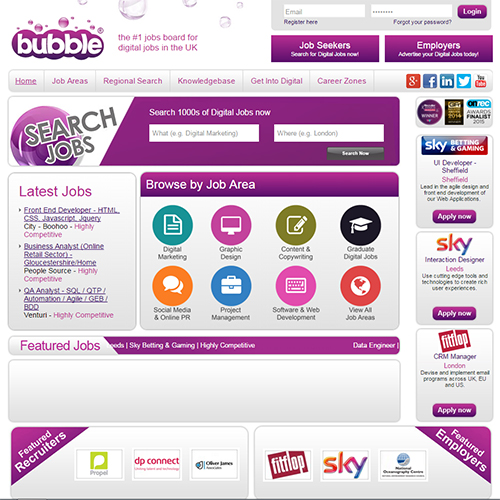 bubble
the #1 jobs board for
digital jobs in the UK
Email
Login
Register here
Forgot your password?
Job Seekers
Search for Digital Jobs now!
Employers
Advertise your Digital Jobs today!
Home
Job Areas
Regional Search
Knowledgebase
Get Into Digital
Career Zones
SEARCH
JOBS
Search 1000s of Digital Jobs now
What (e.g. Digital Marketing)
Where (e.g. London)
Search Now
WINNER
onrec
AWARDS
FINALIST
2015
Latest Jobs
Front End Developer - HTML,
CSS, Javascript, Jquery
City - Boohoo - Highly
Competitive
Business Analyst (Online
Retail Sector) -
Gloucestershire/Home
People Source - Highly
Competitive
QA Analyst - SQL / QTP /
Automation / Agile / GEB /
BDD
Venturi - Highly Competitive
Browse by Job Area
Digital
Marketing
Graphic
Design
Content &
Copywriting
Graduate
Digital Jobs
Social Media
& Online PR
Project
Management
Software & Web
Development
View All
Job Areas
sky BETTING
& GAMING
UI Developer -
Sheffield
Sheffield
Lead in the agile design and
front end development of
our Web Applications.
Apply now
sky
Interaction Designer
Leeds
Use cutting edge tools and
technologies to create rich
user experiences.
Apply now
fitflop
CRM Manager
London
Devise and implement email
programs across UK, EU
and US.
Apply now
Featured Jobs
eeds | Sky Betting & Gaming | Highly Competitive
Data Engineer |
Featured
Recruiters
Propel
dp connect
Oliver James
fitflop
sky
National
Oceanography Centre
Featured
Employers